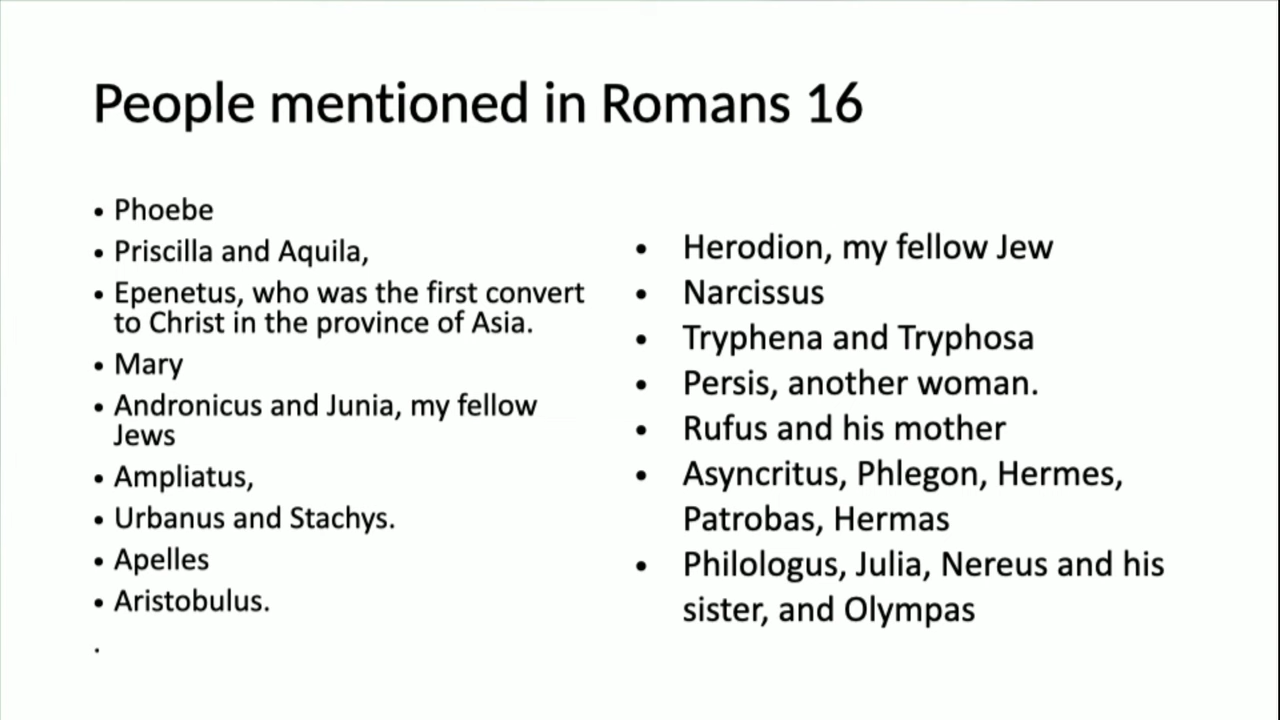 People mentioned in Romans 16
• Phoebe
• Priscilla and Aquila,
• Epenetus, who was the first convert
to Christ in the province of Asia.
• Mary
• Andronicus and Junia, my fellow
Jews
• Ampliatus,
• Urbanus and Stachys.
• Apelles
• Aristobulus.
.
• Herodion, my fellow Jew
• Narcissus
• Tryphena and Tryphosa
• Persis, another woman.
• Rufus and his mother
• Asyncritus, Phlegon, Hermes,
Patrobas, Hermas
• Philologus, Julia, Nereus and his
sister, and Olympas